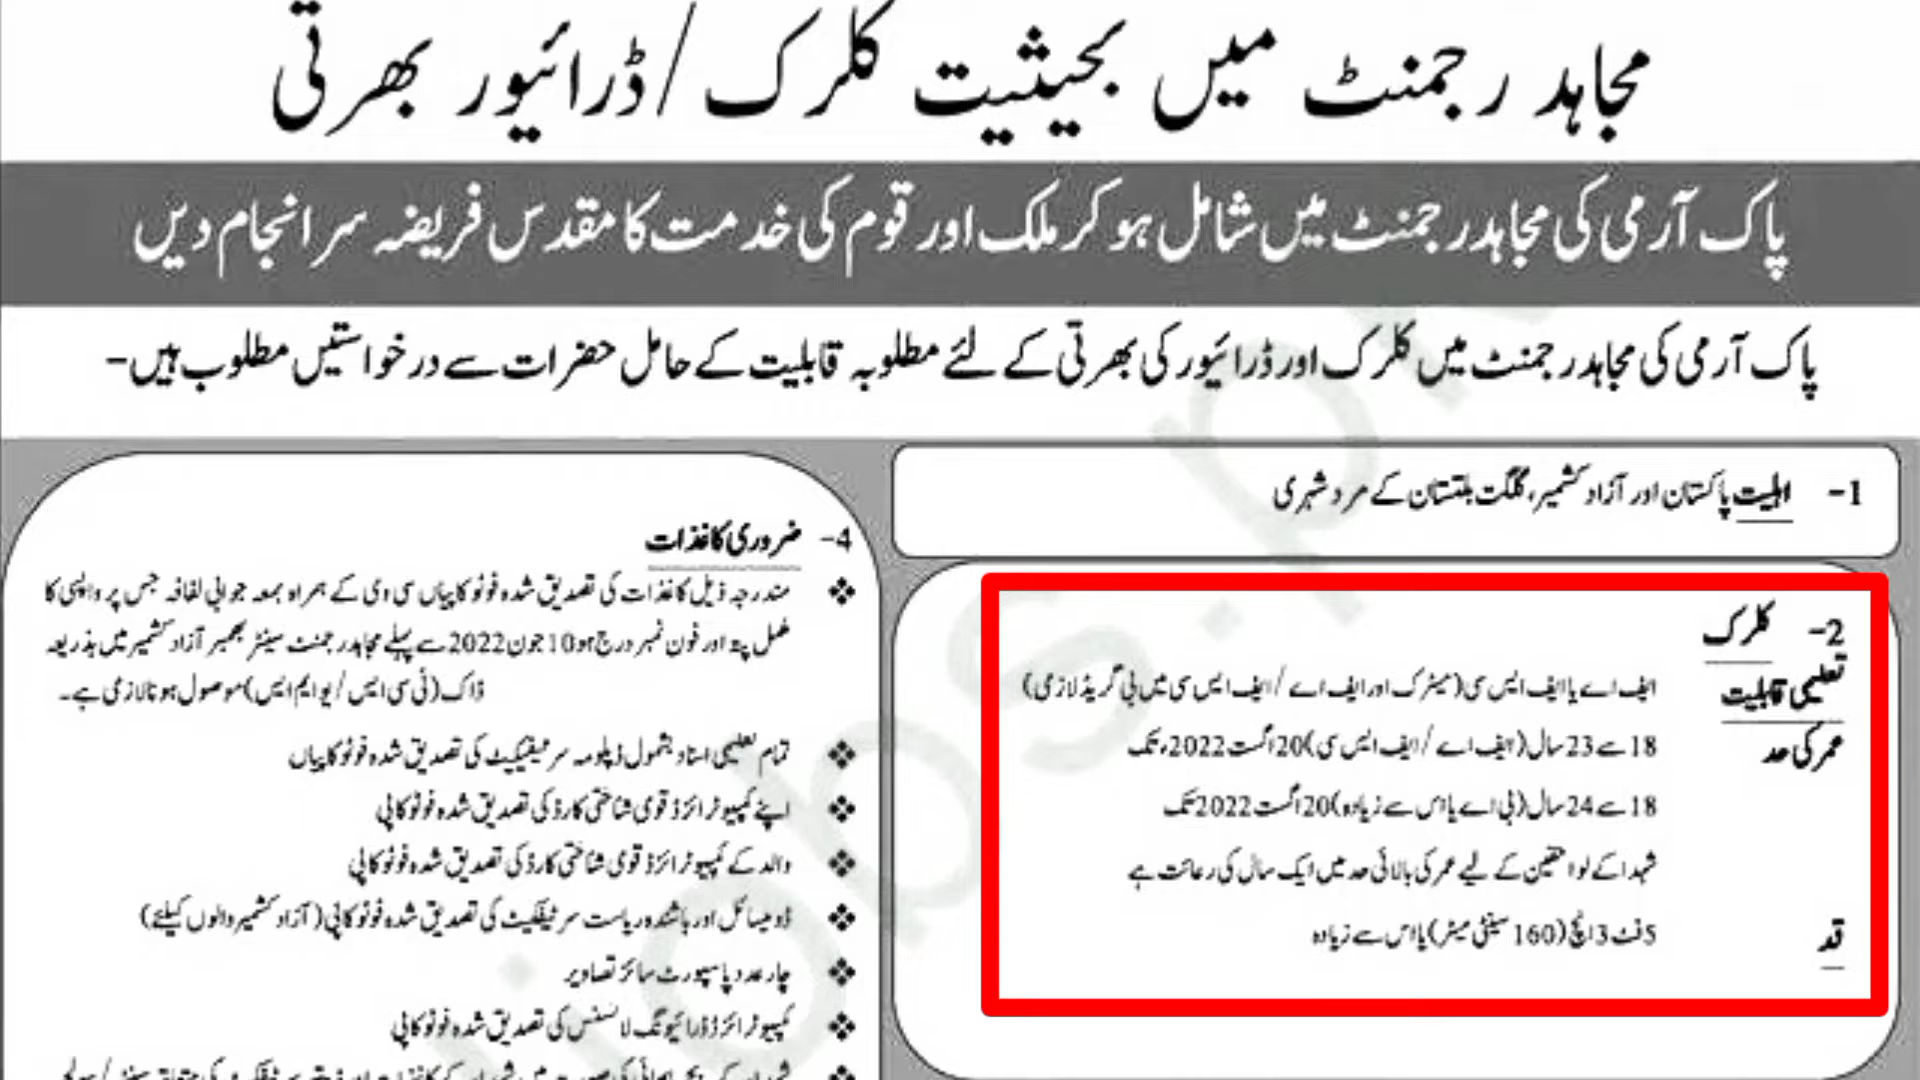 مجاہد رجمنٹ میں بحیثیت کلرک/ڈرائیور بھرتی
پاک آرمی کی مجاہد رجمنٹ میں شامل ہو کر ملک اور قوم کی خدمت کا مقدس فریضہ سرانجام دیں
پاک آرمی کی مجاہد رجمنٹ میں کلرک اور ڈرائیور کی بھرتی کے لئے مطلوبہ قابلیت کے حامل حضرات سے درخواستیں مطلوب ہیں-
1- اہلیت پاکستان اور آزاد کشمیر، گلگت بلتستان کے مرد شہری
2- کلرک
تعلیمی قابلیت ایف اے یا ایف ایس سی (میٹرک اور ایف اے /ایف ایس سی میں بی گریڈ لازمی)
عمر کی حد 18 سے 23 سال (ایف اے /ایف ایس سی) 20 اگست 2022ء تک
18 سے 24 سال (بی اے یا اس سے زیادہ) 20 اگست 2022 تک
شہدا کے لواحقین کے لیے عمر کی بالائی حد میں ایک سال کی رعائت ہے
قد 5 فٹ 3 انچ (160 سینٹی میٹر) یا اس سے زیادہ
4- ضروری کاغذات
❖ مندرجہ ذیل کاغذات کی تصدیق شدہ فوٹو کاپیاں سی وی کے ہمراہ بمعہ جوابی لفافہ جس پر واپسی کا
مکمل پتہ اور فون نمبر درج ہو 10 جون 2022 سے پہلے مجاہد رجمنٹ سینٹر بھمبر آزاد کشمیر میں بذریعہ
ڈاک (ٹی سی ایس /یو ایم ایس) موصول ہونا لازمی ہے۔
❖ تمام تعلیمی اسناد بشمول ڈپلومہ سرٹیفکیٹ کی تصدیق شدہ فوٹو کاپیاں
❖ اپنے کمپیوٹرائزڈ قومی شناختی کارڈ کی تصدیق شدہ فوٹو کاپی
❖ والد کے کمپیوٹرائزڈ قومی شناختی کارڈ کی تصدیق شدہ فوٹو کاپی
❖ ڈومیسائل اور باشندہ ریاست سرٹیفکیٹ کی تصدیق شدہ فوٹو کاپی (آزاد کشمیر والوں کیلئے)
❖ چار عدد پاسپورٹ سائز تصاویر
❖ کمپیوٹرائزڈ ڈرائیونگ لائسنس کی تصدیق شدہ فوٹو کاپی